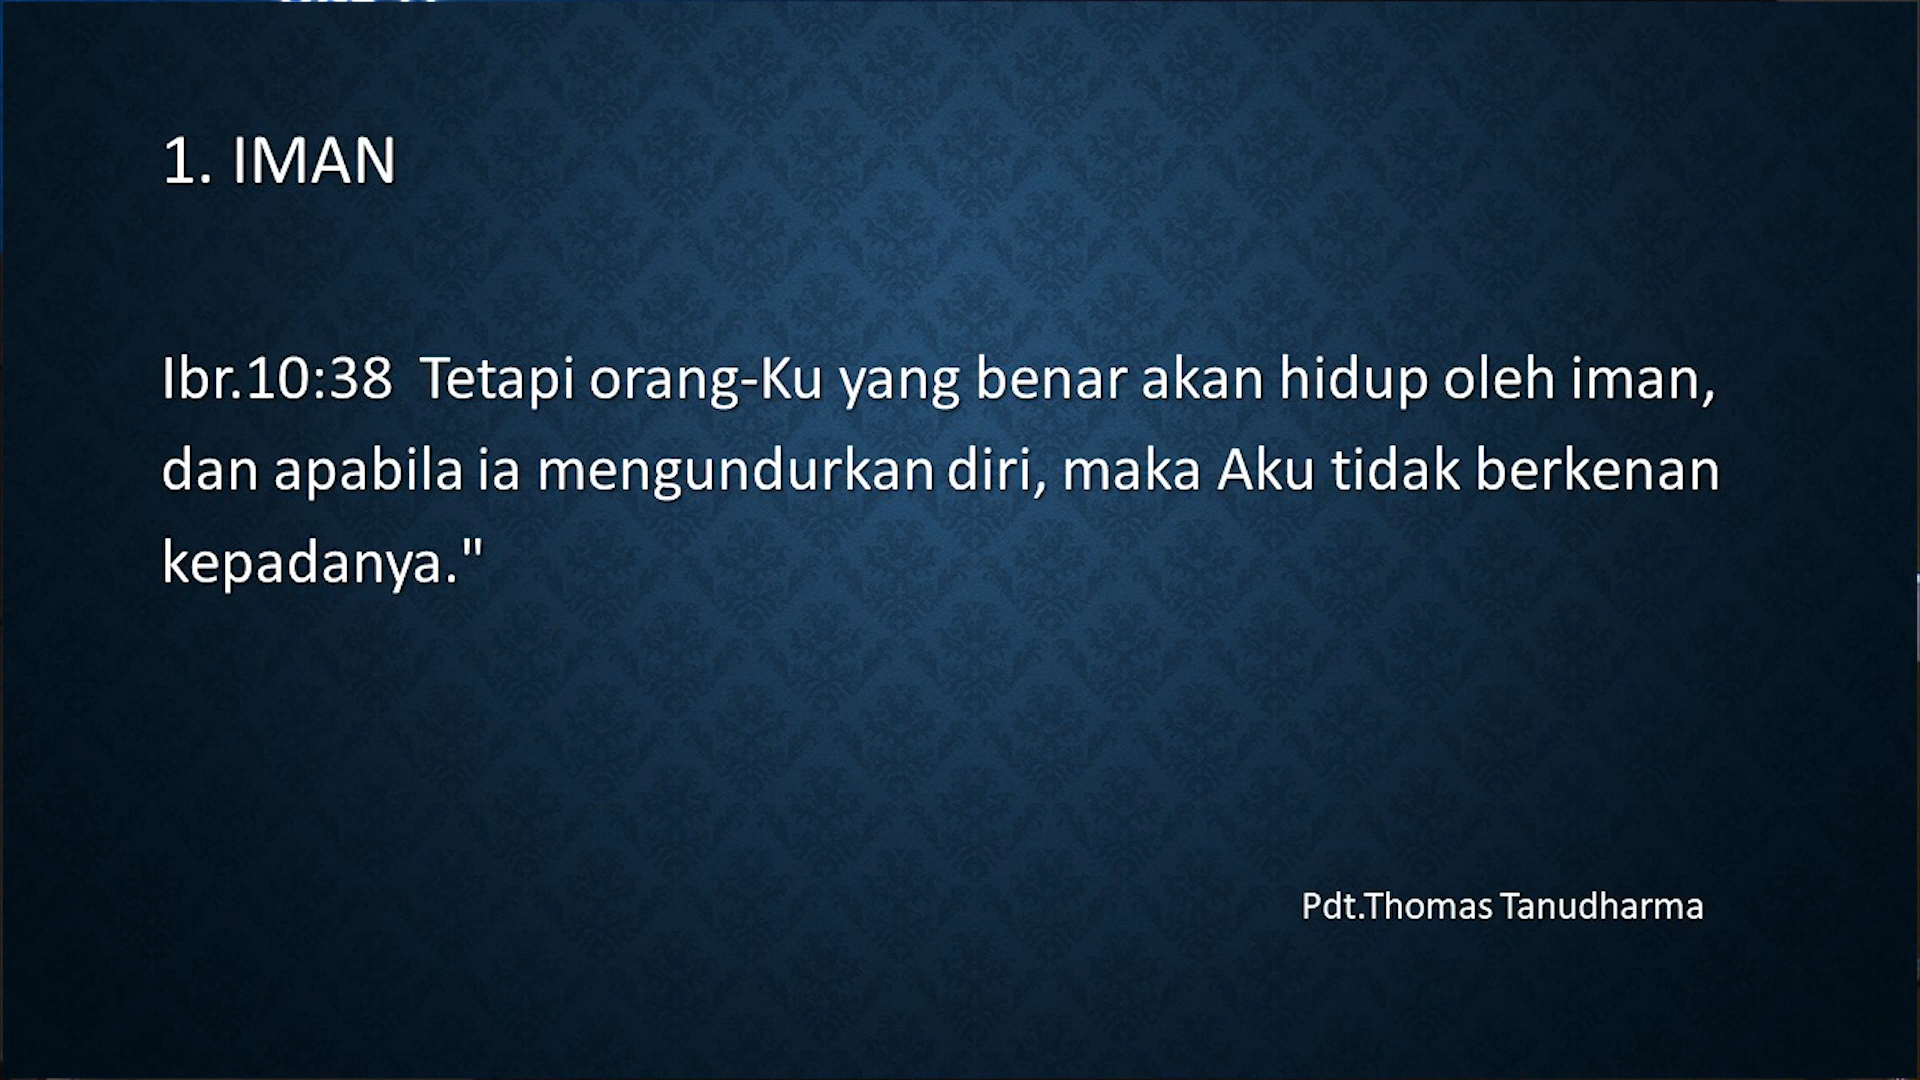 1. IMAN
Ibr.10:38  Tetapi orang-Ku yang benar akan hidup oleh iman,
dan apabila ia mengundurkan diri, maka Aku tidak berkenan
kepadanya."
Pdt.Thomas Tanudharma